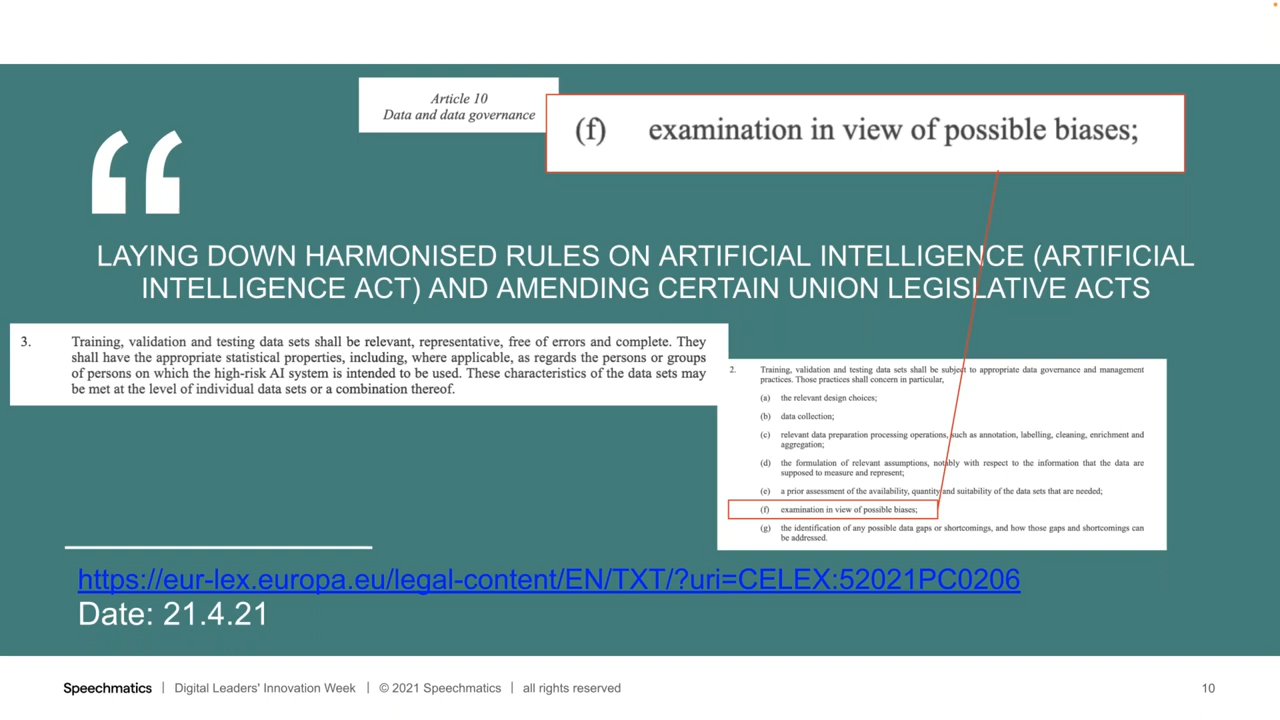 Article 10
Data and data governance
(f) examination in view of possible biases;
“
LAYING DOWN HARMONISED RULES ON ARTIFICIAL INTELLIGENCE (ARTIFICIAL
INTELLIGENCE ACT) AND AMENDING CERTAIN UNION LEGISLATIVE ACTS
3. Training, validation and testing data sets shall be relevant, representative, free of errors and complete. They
shall have the appropriate statistical properties, including, where applicable, as regards the persons or groups
of persons on which the high-risk AI system is intended to be used. These characteristics of the data sets may
be met at the level of individual data sets or a combination thereof.
2. Training, validation and testing data sets shall be subject to appropriate data governance and management
practices. Those practices shall concern in particular,
(a) the relevant design choices;
(b) data collection;
(c) relevant data preparation processing operations, such as annotation, labelling, cleaning, enrichment and
aggregation;
(d) the formulation of relevant assumptions, notably with respect to the information that the data are
supposed to measure and represent;
(e) a prior assessment of the availability, quantity and suitability of the data sets that are needed;
(f) examination in view of possible biases;
(g) the identification of any possible data gaps or shortcomings, and how those gaps and shortcomings can
be addressed.
https://eur-lex.europa.eu/legal-content/EN/TXT/?uri=CELEX:52021PC0206
Date: 21.4.21
Speechmatics | Digital Leaders' Innovation Week | © 2021 Speechmatics | all rights reserved 10